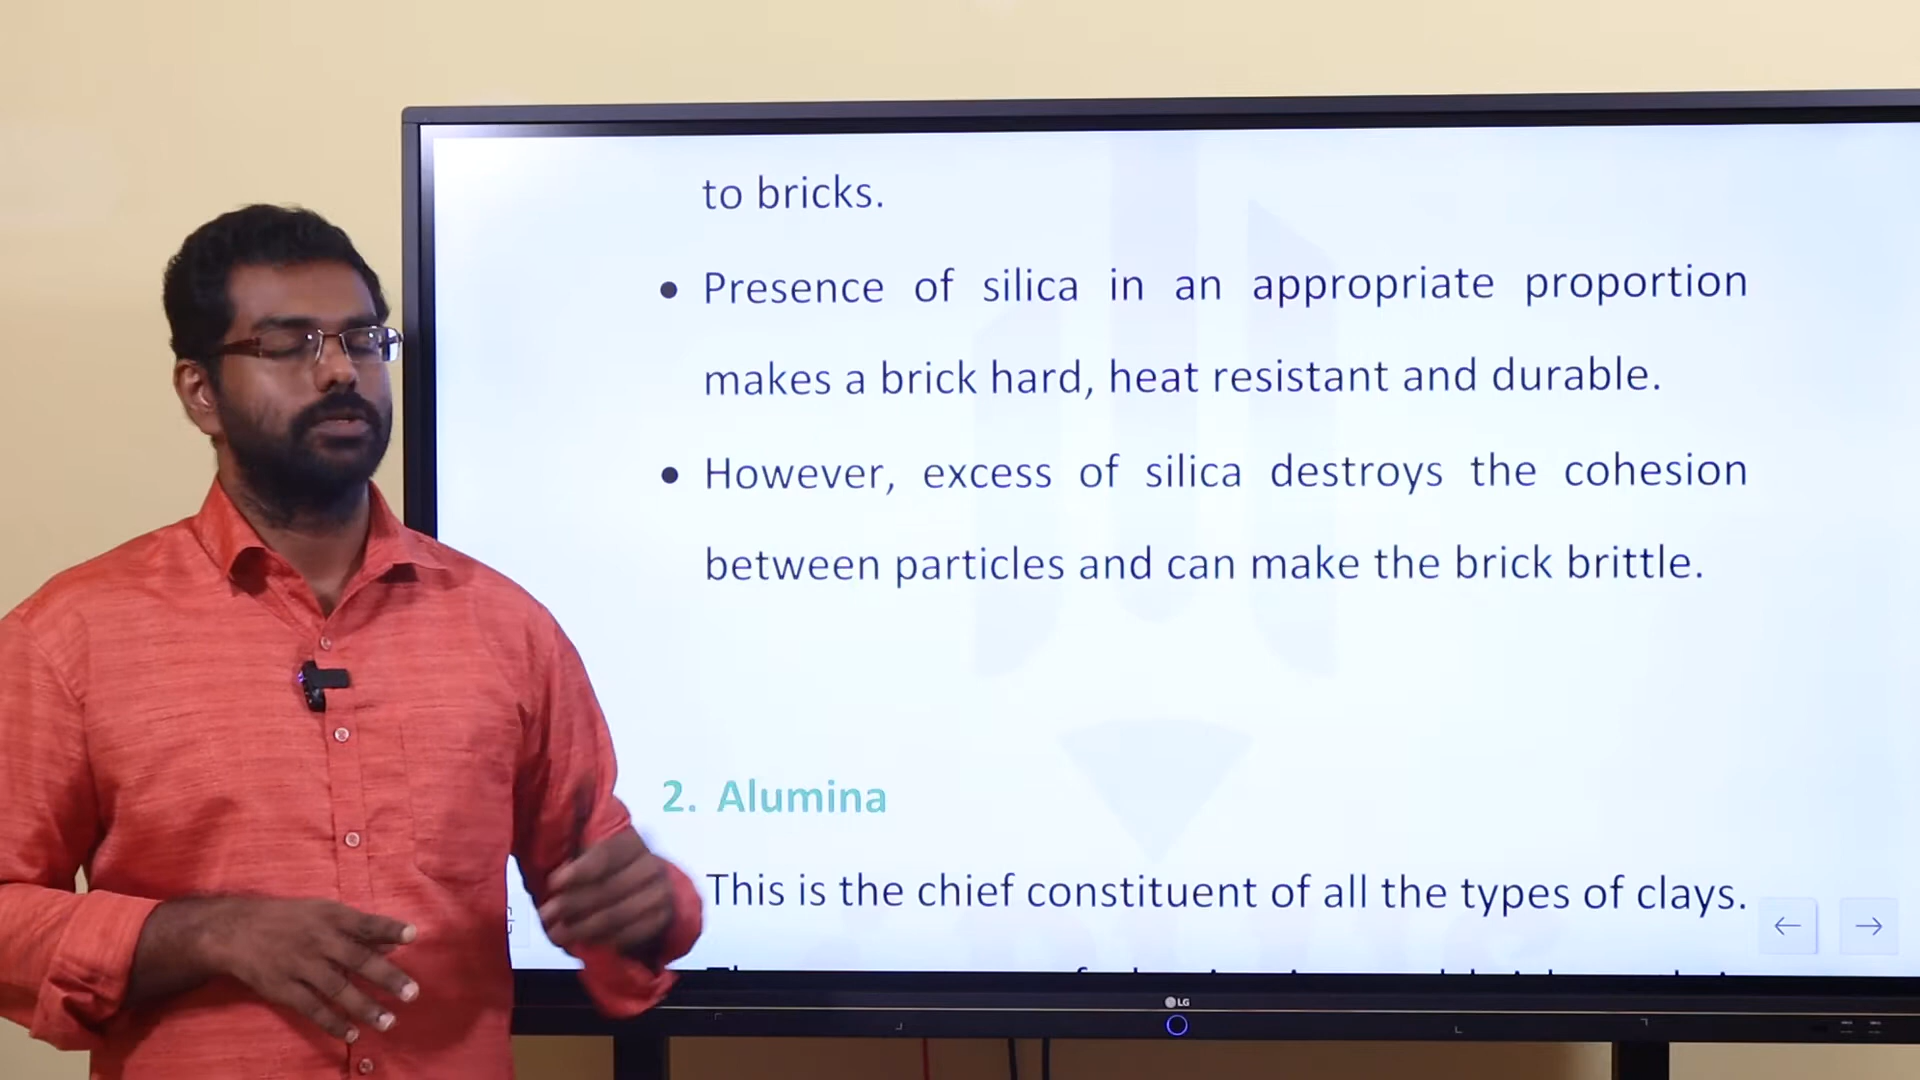 to bricks.
• Presence of silica in an appropriate proportion
makes a brick hard, heat resistant and durable.
• However, excess of silica destroys the cohesion
between particles and can make the brick brittle.
2. Alumina
This is the chief constituent of all the types of clays.
LG